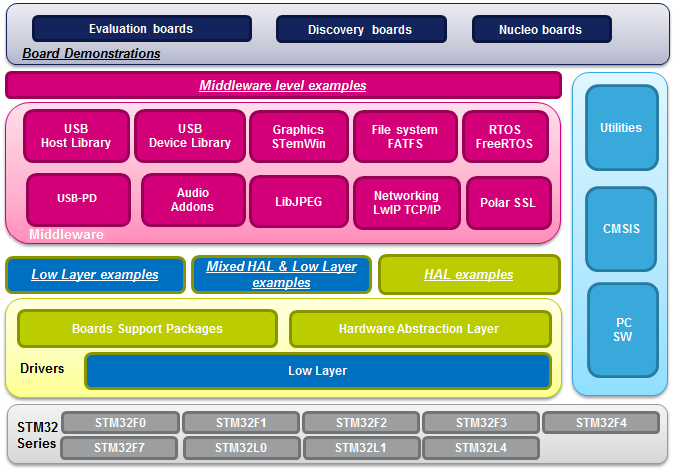 Evaluation boards
Discovery boards
Nucleo boards
Board Demonstrations
Middleware level examples
USB
Host Library
USB
Device Library
Graphics
STemWin
File system
FATFS
RTOS
FreeRTOS
USB-PD
Audio
Addons
LibJPEG
Networking
LwIP TCP/IP
Polar SSL
Middleware
Utilities
CMSIS
PC
SW
Low Layer examples
Mixed HAL & Low Layer
examples
HAL examples
Boards Support Packages
Hardware Abstraction Layer
Drivers
Low Layer
STM32
Series
STM32F0
STM32F1
STM32F2
STM32F3
STM32F4
STM32F7
STM32L0
STM32L1
STM32L4